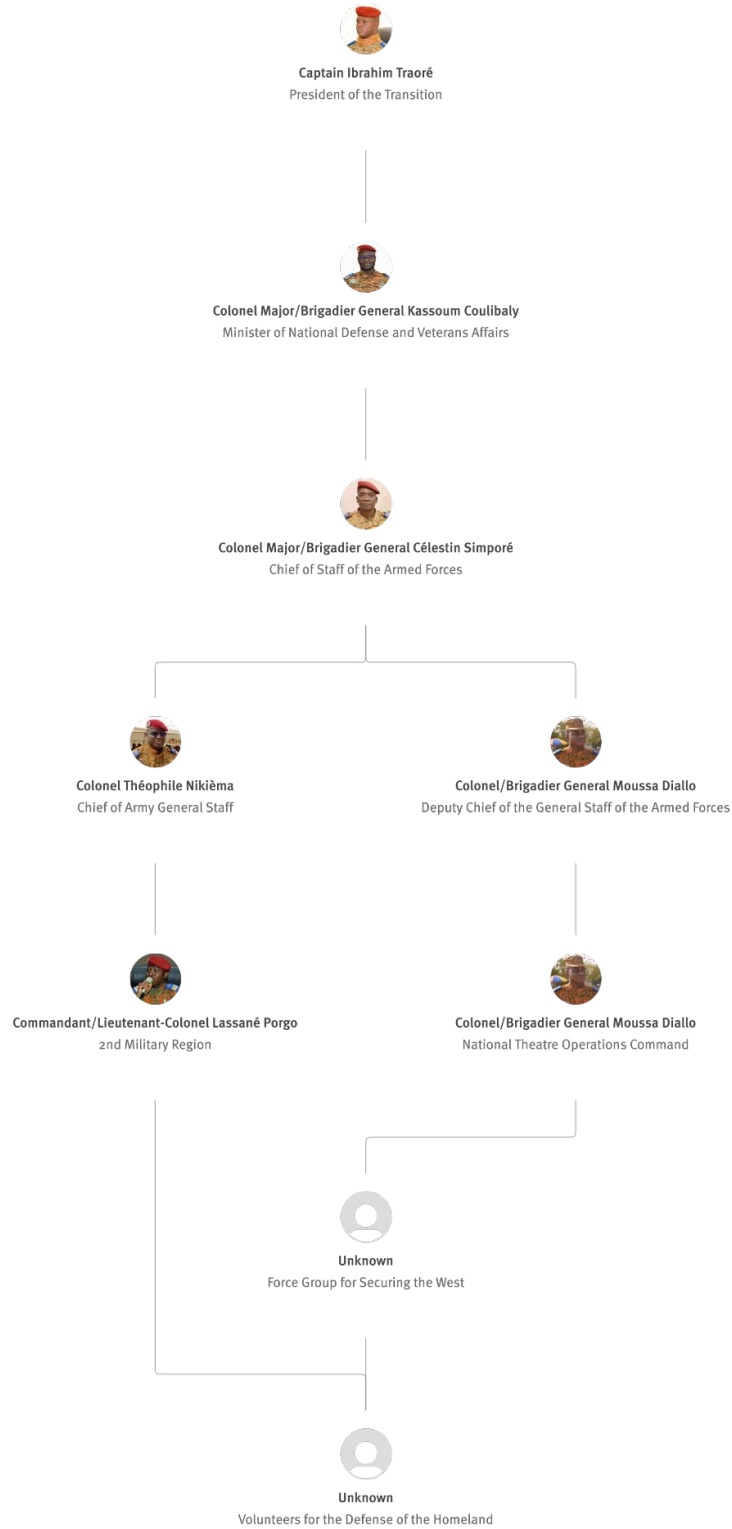 Captain Ibrahim Traoré
President of the Transition
Colonel Major/Brigadier General Kassoum Coulibaly
Minister of National Defense and Veterans Affairs
Colonel Major/Brigadier General Célestin Simporé
Chief of Staff of the Armed Forces
Colonel Théophile Nikièma
Chief of Army General Staff
Colonel/Brigadier General Moussa Diallo
Deputy Chief of the General Staff of the Armed Forces
Commandant/Lieutenant-Colonel Lassané Porgo
2nd Military Region
Colonel/Brigadier General Moussa Diallo
National Theatre Operations Command
Unknown
Force Group for Securing the West
Unknown
Volunteers for the Defense of the Homeland